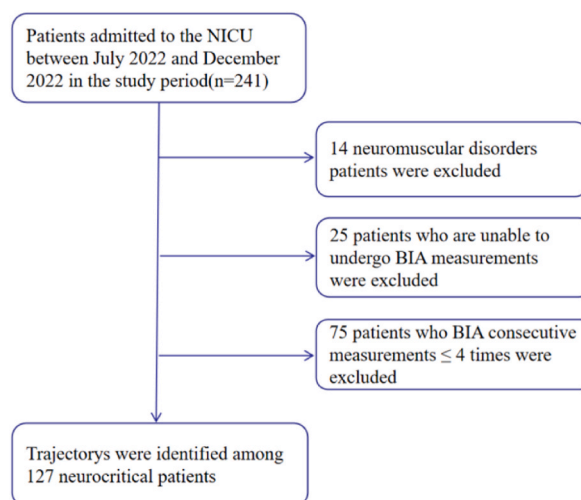 Patients admitted to the NICU
between July 2022 and December
2022 in the study period(n=241)
14 neuromuscular disorders
patients were excluded
25 patients who are unable to
undergo BIA measurements
were excluded
75 patients who BIA consecutive
measurements ≤ 4 times were
excluded
Trajectorys were identified among
127 neurocritical patients